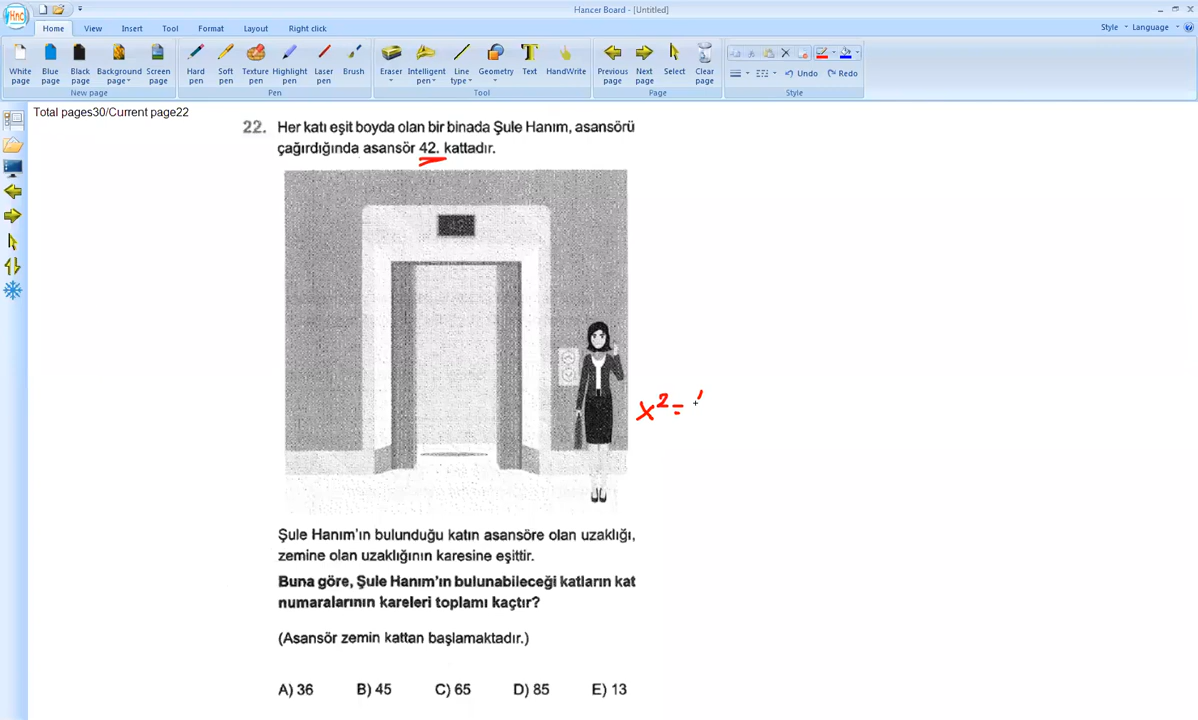 Hancer Board - [Untitled]
Home View Insert Tool Format Layout Right click
Style Language
White page
Blue page
Black page
Background page
Screen page
Hard pen
Soft pen
Texture pen
Highlight pen
Laser pen
Brush
Eraser
Intelligent pen
Line type
Geometry
Text
HandWrite
Previous page
Next page
Select
Clear page
Undo Redo
New page Pen Tool Page Style
Total pages30/Current page22
22. Her katı eşit boyda olan bir binada Şule Hanım, asansörü
çağırdığında asansör 42. kattadır.
x² =
Şule Hanım'ın bulunduğu katın asansöre olan uzaklığı,
zemine olan uzaklığının karesine eşittir.
Buna göre, Şule Hanım'ın bulunabileceği katların kat
numaralarının kareleri toplamı kaçtır?
(Asansör zemin kattan başlamaktadır.)
A) 36 B) 45 C) 65 D) 85 E) 13